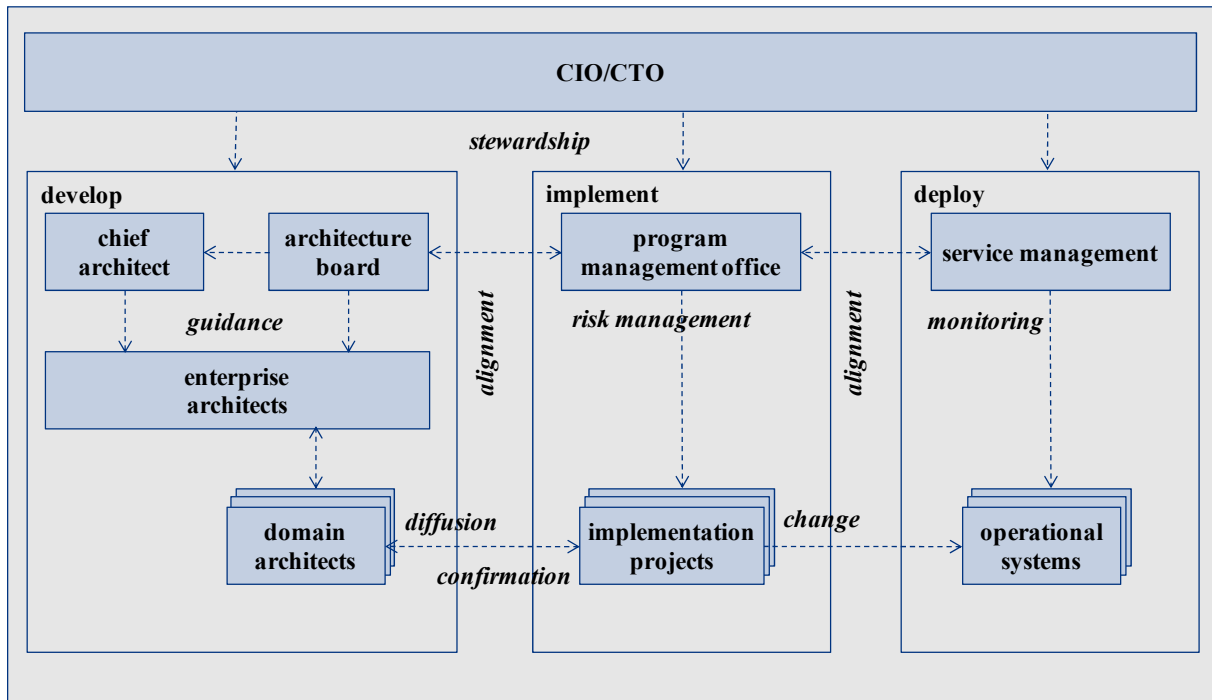 CIO/CTO
stewardship
develop
chief
architect
architecture
board
guidance
enterprise
architects
domain
architects
alignment
diffusion
confirmation
implement
program
management office
risk management
implementation
projects
alignment
change
deploy
service management
monitoring
operational
systems